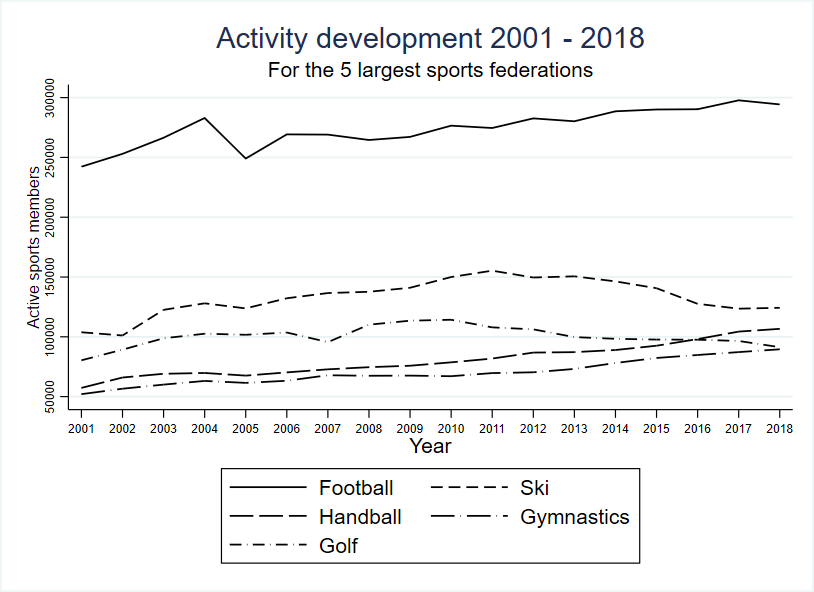 Activity development 2001 - 2018
For the 5 largest sports federations
Active sports members
300000
250000
200000
150000
100000
50000
2001 2002 2003 2004 2005 2006 2007 2008 2009 2010 2011 2012 2013 2014 2015 2016 2017 2018
Year
Football Ski
Handball Gymnastics
Golf